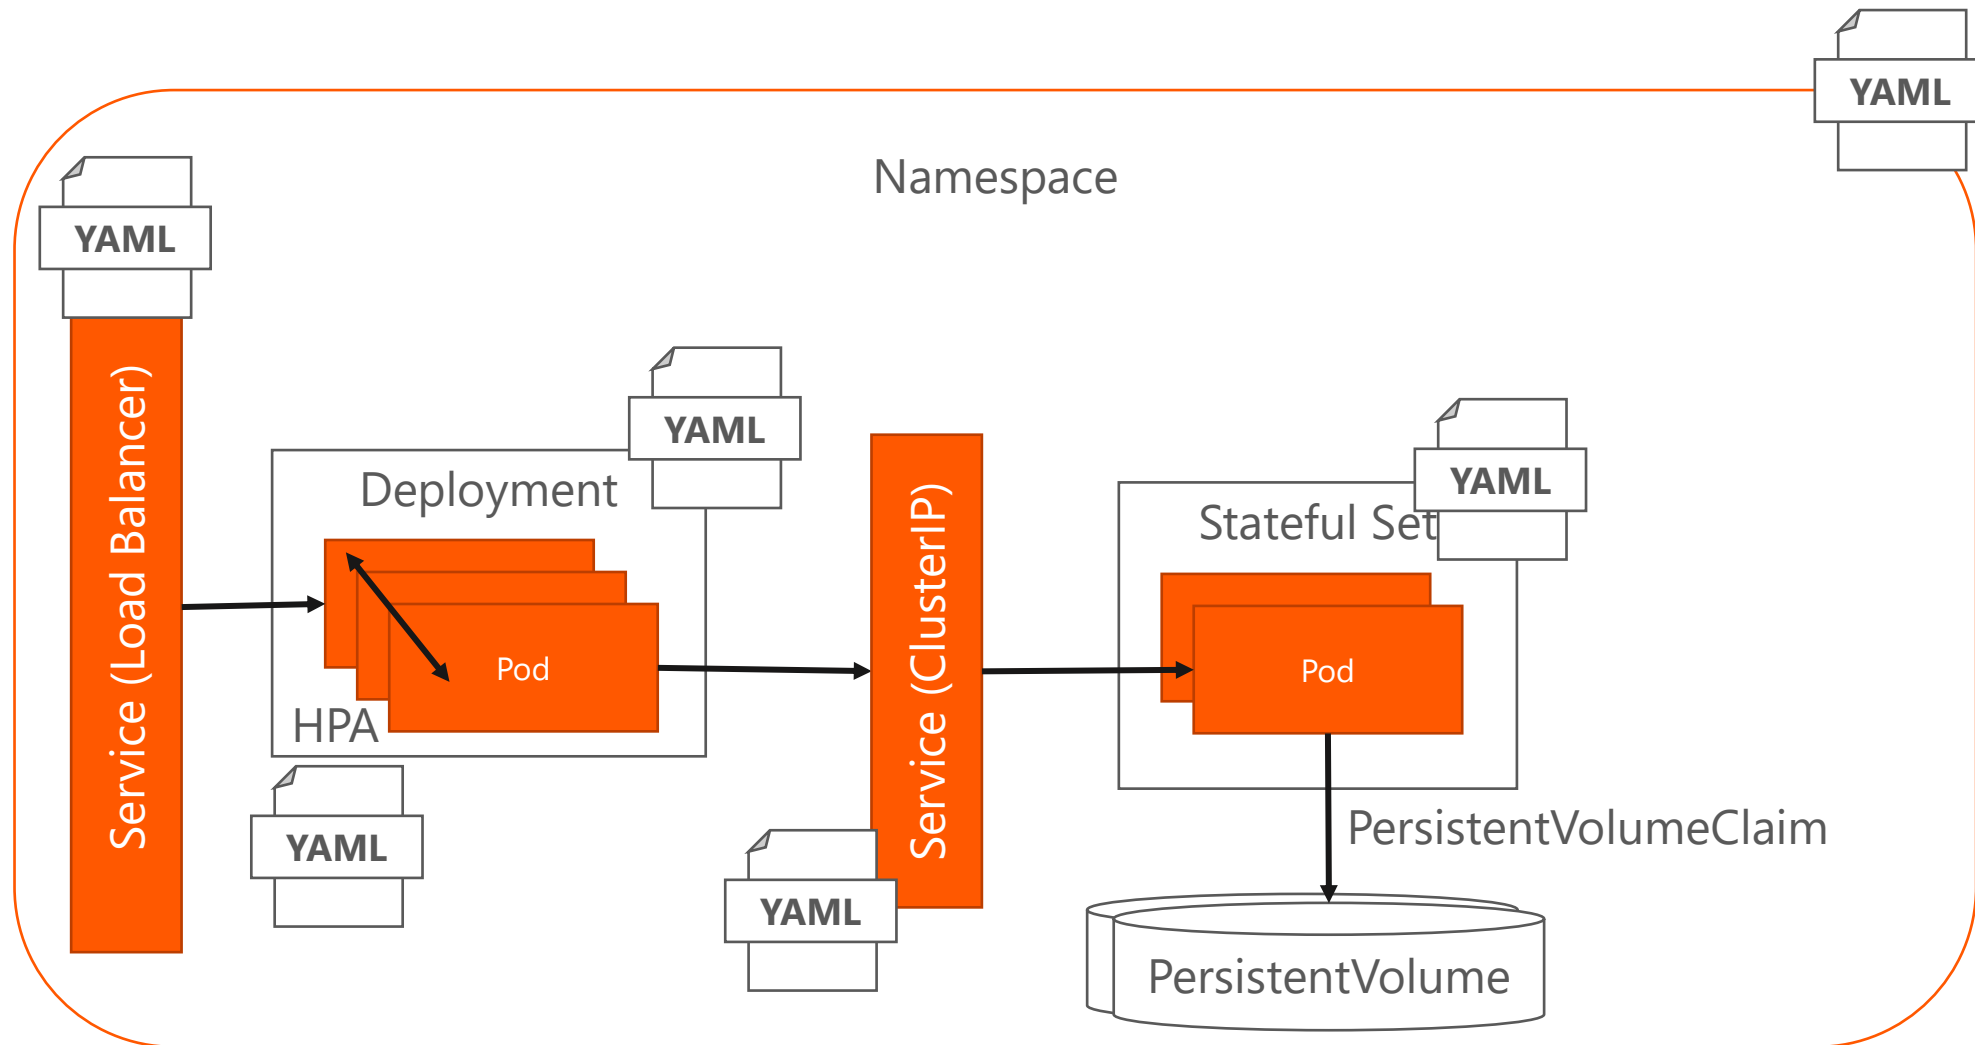 YAML
Namespace
YAML
Service (Load Balancer)
YAML
Deployment
Pod
HPA
YAML
Service (ClusterIP)
YAML
YAML
Stateful Set
Pod
PersistentVolumeClaim
PersistentVolume